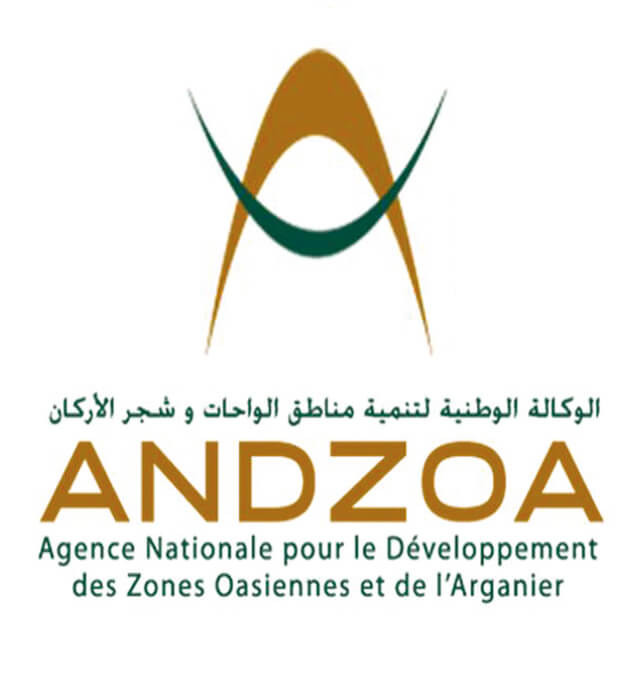 الوكالة الوطنية لتنمية مناطق الواحات و شجر الأركان
ANDZOA
Agence Nationale pour le Développement
des Zones Oasiennes et de l'Arganier